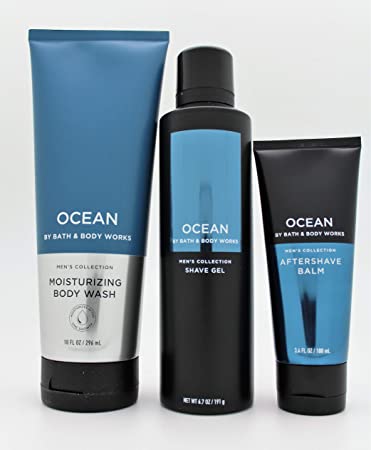 OCEAN
BY BATH & BODY WORKS
MEN'S COLLECTION
MOISTURIZING
BODY WASH
10 FL OZ / 296 mL
OCEAN
BY BATH & BODY WORKS
MEN'S COLLECTION
SHAVE GEL
NET WT 6.7 OZ / 191 g
OCEAN
BY BATH & BODY WORKS
MEN'S COLLECTION
AFTERSHAVE
BALM
3.4 FL OZ / 100 mL